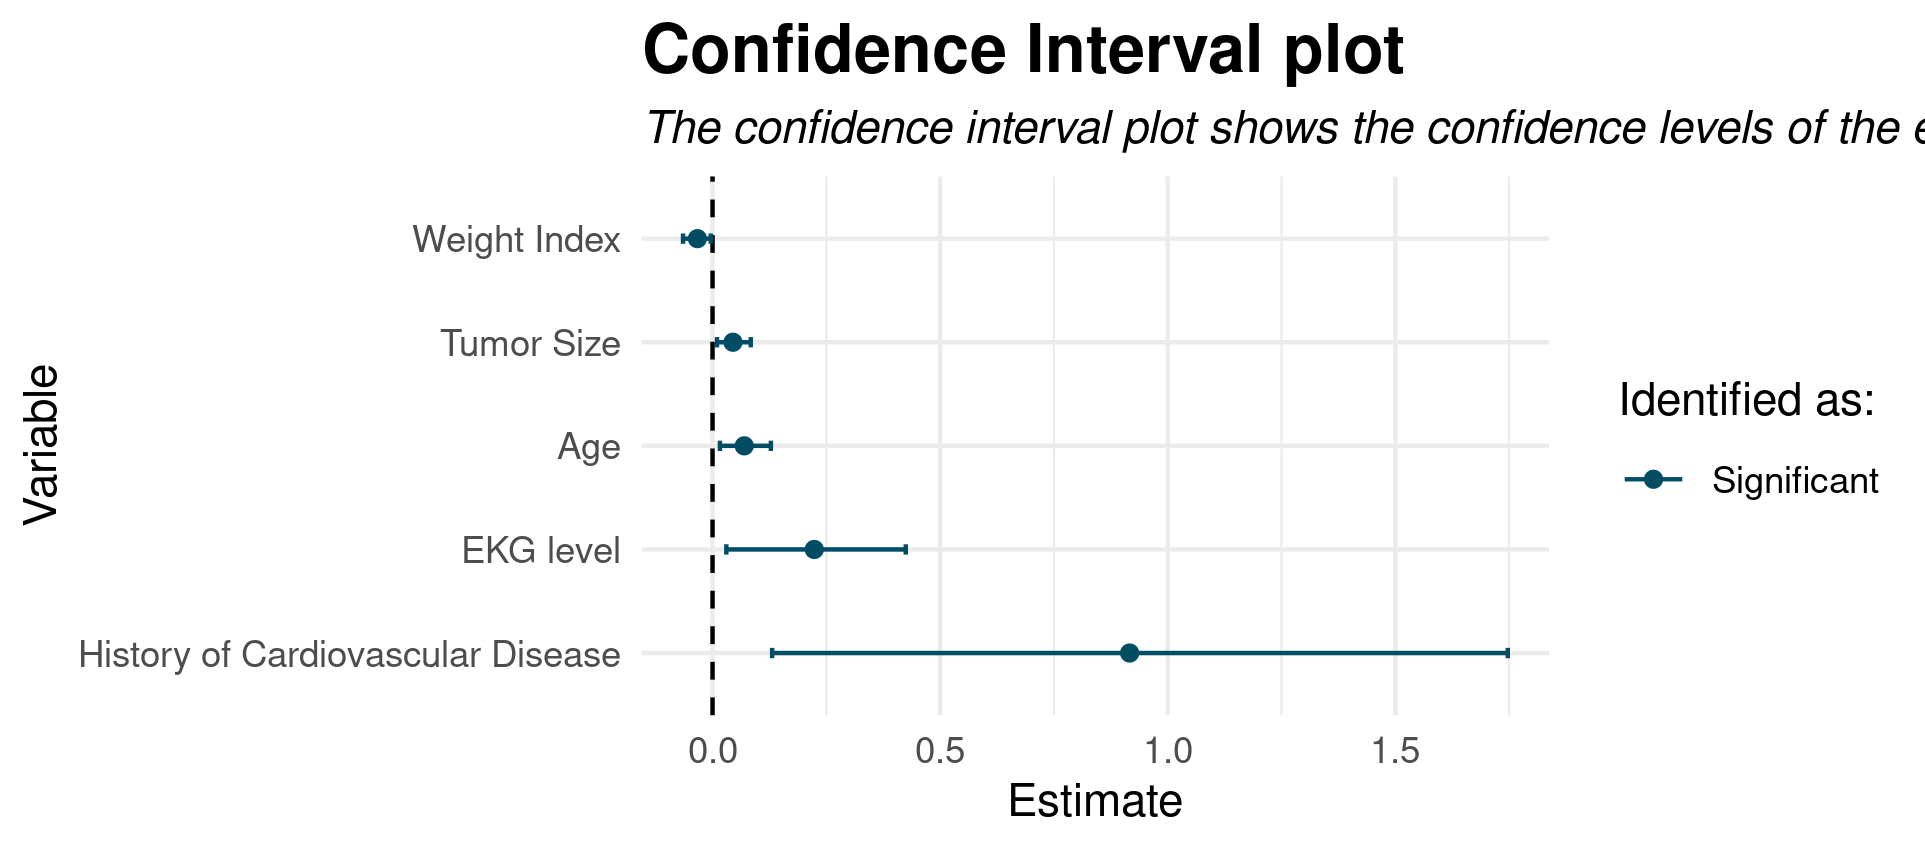 Confidence Interval plot
The confidence interval plot shows the confidence levels of the
Weight Index
Tumor Size
Age
EKG level
History of Cardiovascular Disease
Variable
0.0 0.5 1.0 1.5
Estimate
Identified as:
Significant